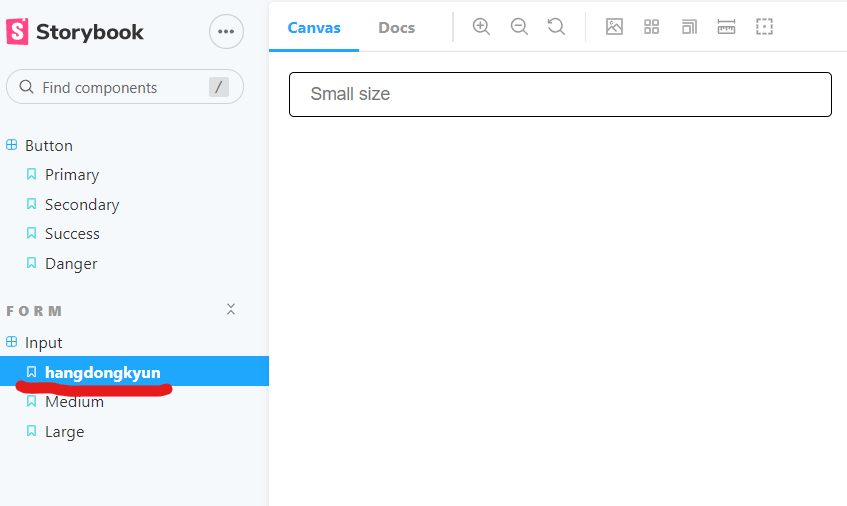 Storybook
Canvas Docs
Find components /
Small size
Button
Primary
Secondary
Success
Danger
FORM
Input
hangdongkyun
Medium
Large